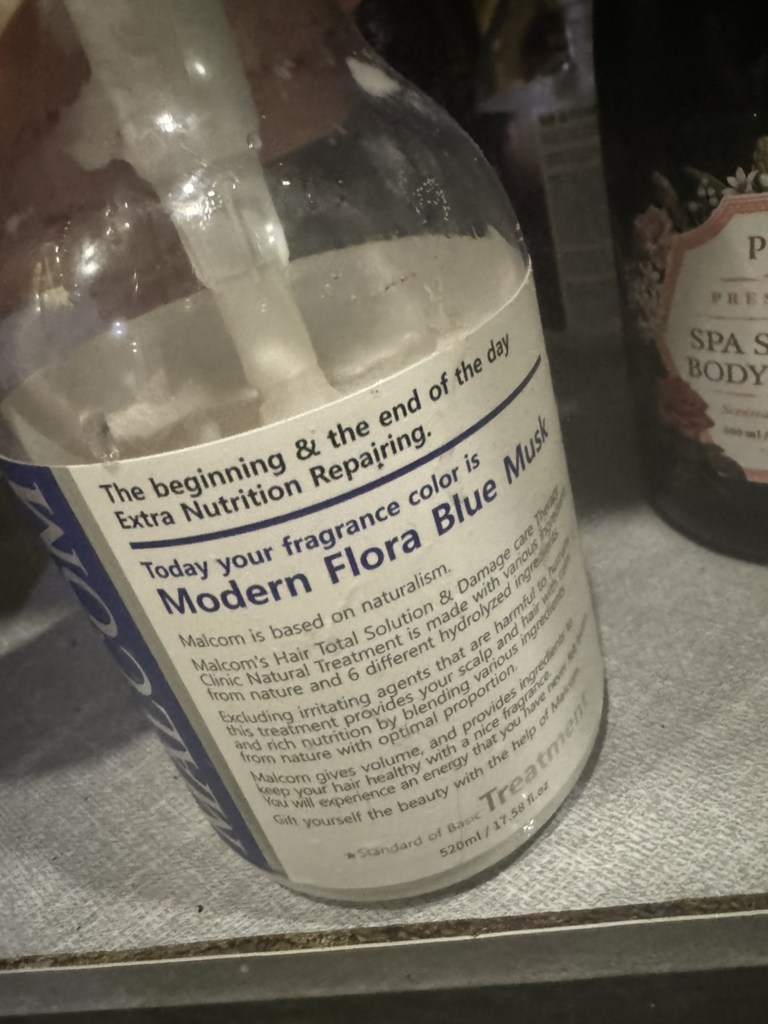 The beginning & the end of the day
Extra Nutrition Repairing.
Today your fragrance color is
Modern Flora Blue Musk
Malcom is based on naturalism.
Malcom's Hair Total Solution & Damage care Therapy
Clinic Natural Treatment is made with various ingredients
from nature and 6 different hydrolyzed ingredients.
Excluding irritating agents that are harmful to human,
this treatment provides your scalp and hair with care
and rich nutrition by blending various ingredients
from nature with optimal proportion.
Malcom gives volume, and provides ingredients to
keep your hair healthy with a nice fragrance.
You will experience an energy that you have never
Gift yourself the beauty with the help of Malcom.
*Standard of Basic Treatment
520ml / 17.58 fl.oz
SPA
BODY